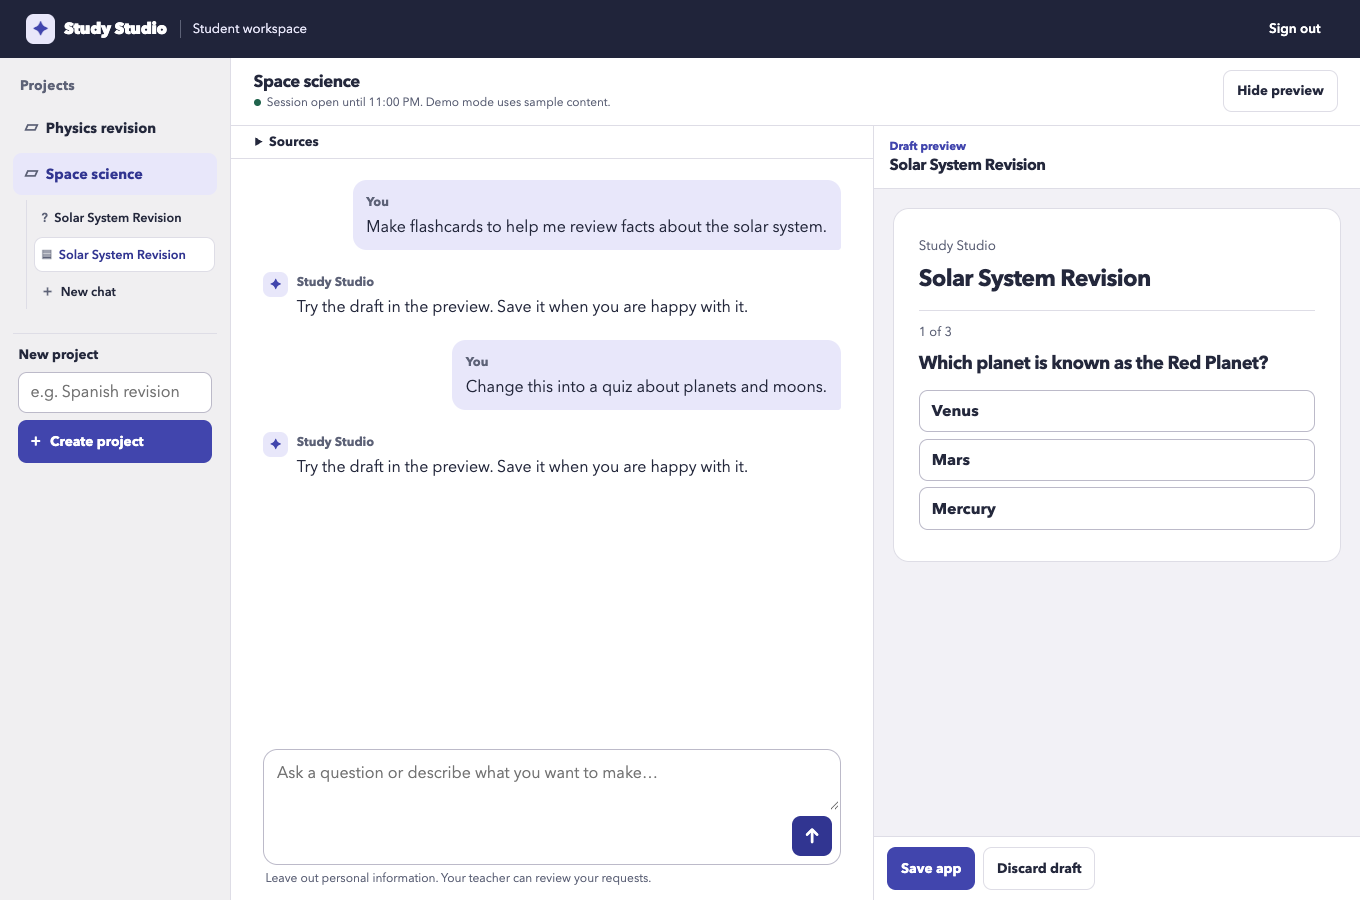 Study Studio
Student workspace
Sign out
Projects
Physics revision
Space science
? Solar System Revision
Solar System Revision
+ New chat
New project
e.g. Spanish revision
+ Create project
Space science
Session open until 11:00 PM. Demo mode uses sample content.
Hide preview
Sources
You
Make flashcards to help me review facts about the solar system.
Study Studio
Try the draft in the preview. Save it when you are happy with it.
You
Change this into a quiz about planets and moons.
Study Studio
Try the draft in the preview. Save it when you are happy with it.
Ask a question or describe what you want to make…
Leave out personal information. Your teacher can review your requests.
Draft preview
Solar System Revision
Study Studio
Solar System Revision
1 of 3
Which planet is known as the Red Planet?
Venus
Mars
Mercury
Save app
Discard draft